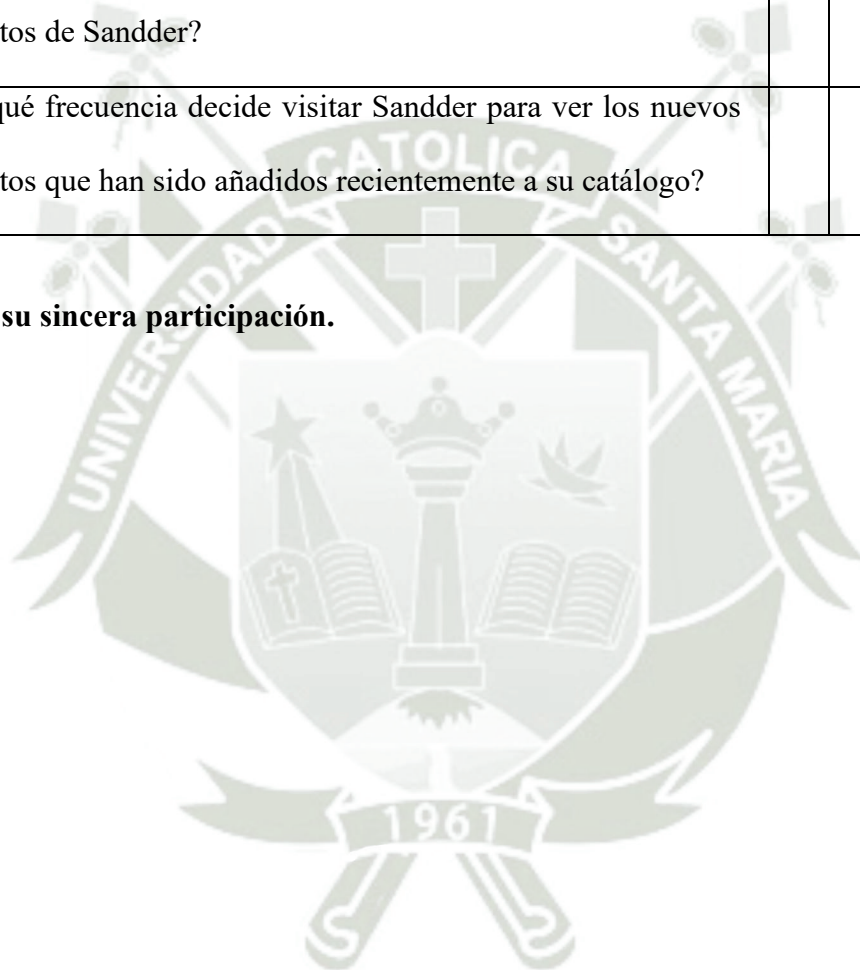 tos de Sandder?
qué frecuencia decide visitar Sandder para ver los nuevos
tos que han sido añadidos recientemente a su catálogo?
su sincera participación.
UNIVERSIDAD CATOLICA SANTA MARIA
1961